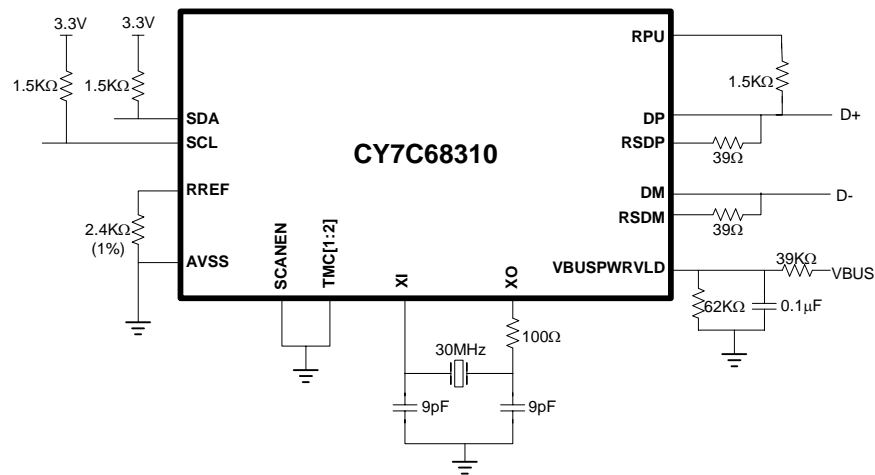 3.3V
3.3V
1.5KΩ
1.5KΩ
SDA
SCL
RREF
2.4KΩ
(1%)
AVSS
SCANEN
TMC[1:2]
XI
XO
CY7C68310
RPU
1.5KΩ
DP
D+
RSDP
39Ω
DM
D-
RSDM
39Ω
VBUSPWRVLD
39KΩ
VBUS
62KΩ
0.1µF
100Ω
30MHz
9pF
9pF